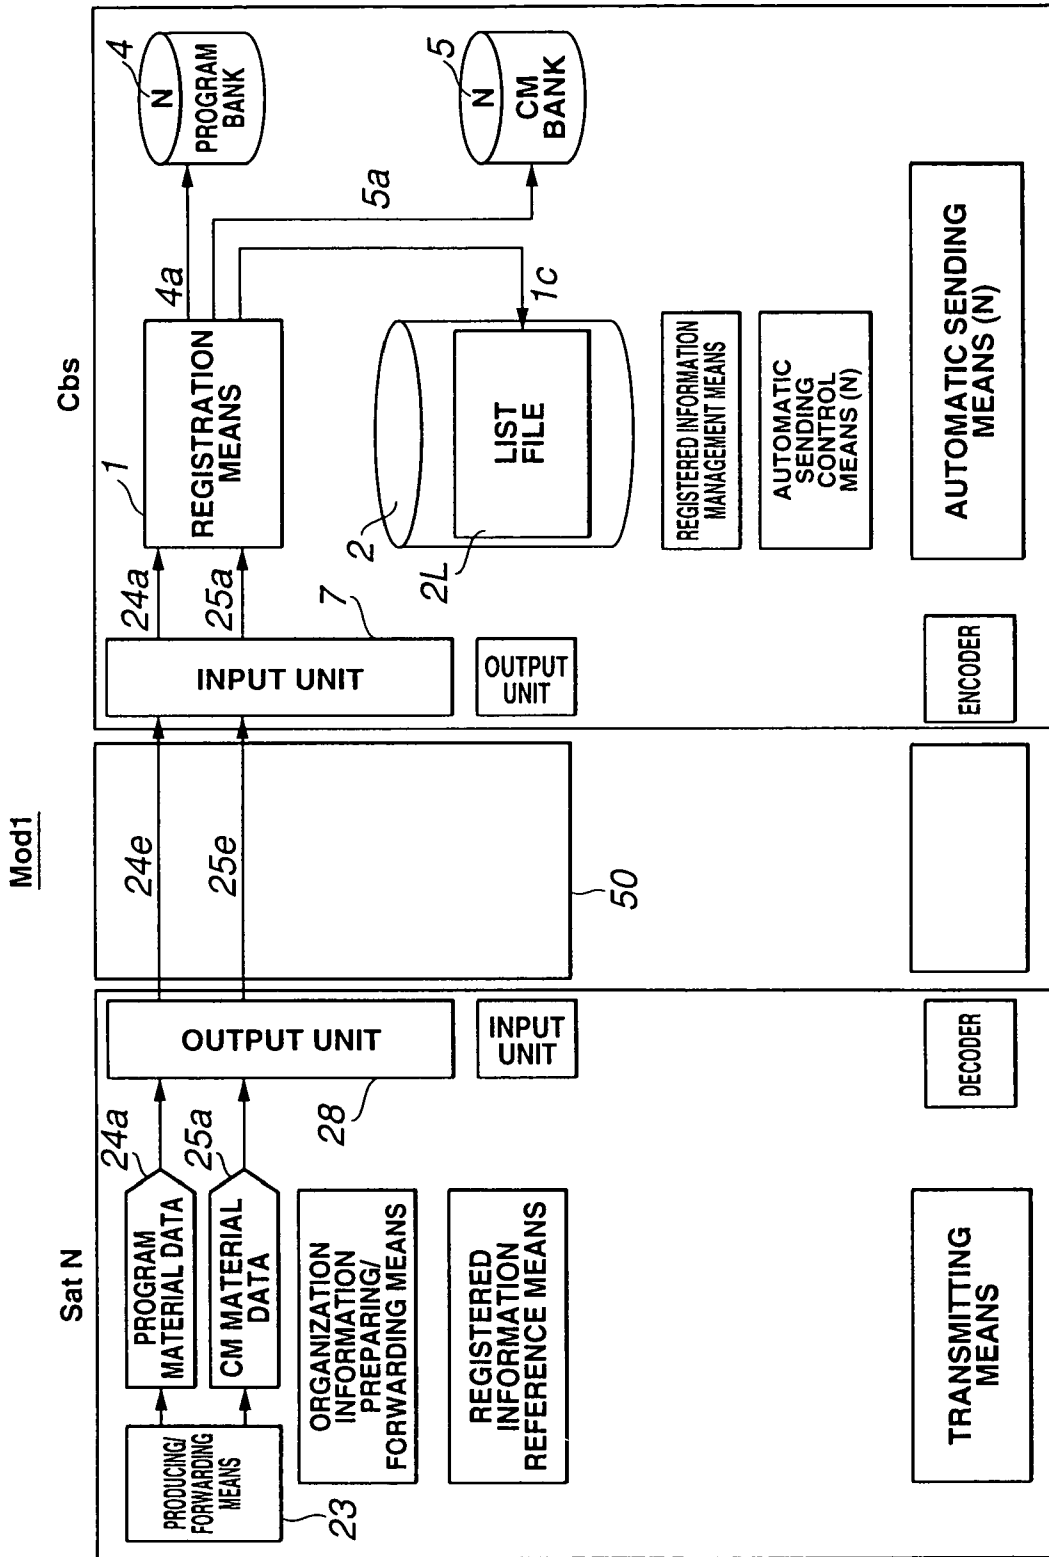 Mod1
Sat N
Cbs
PRODUCING/
FORWARDING
MEANS
23
PROGRAM
MATERIAL DATA
24a
CM MATERIAL
DATA
25a
ORGANIZATION
INFORMATION
PREPARING/
FORWARDING MEANS
REGISTERED
INFORMATION
REFERENCE MEANS
TRANSMITTING
MEANS
OUTPUT UNIT
28
INPUT
UNIT
DECODER
24e
25e
50
INPUT UNIT
7
OUTPUT
UNIT
ENCODER
24a
25a
1
REGISTRATION
MEANS
4a
5a
1c
2
2L
LIST
FILE
REGISTERED INFORMATION
MANAGEMENT MEANS
AUTOMATIC
SENDING
CONTROL
MEANS (N)
AUTOMATIC SENDING
MEANS (N)
4
N
PROGRAM
BANK
5
N
CM
BANK